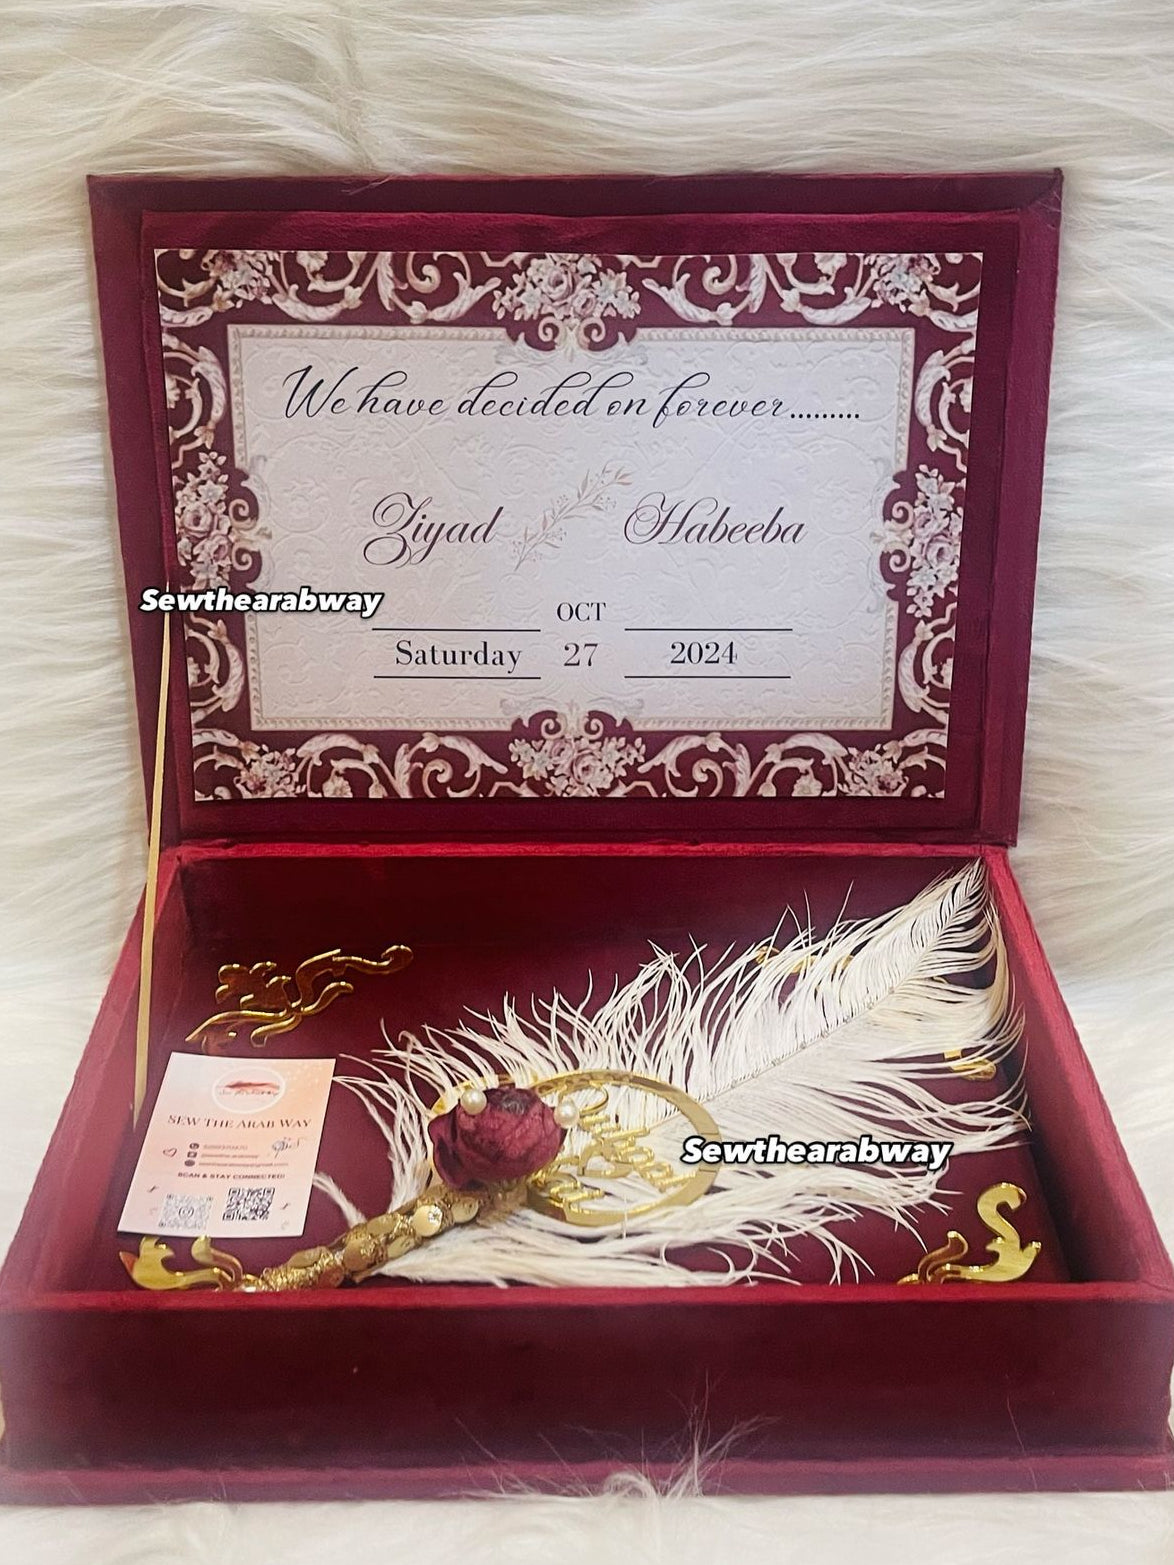 We have decided on forever.........
Ziyad Habeeba
Sewthearabway
OCT
Saturday 27 2024
SEW THE ARAB WAY
SCAN & STAY CONNECTED!
Sewthearabway